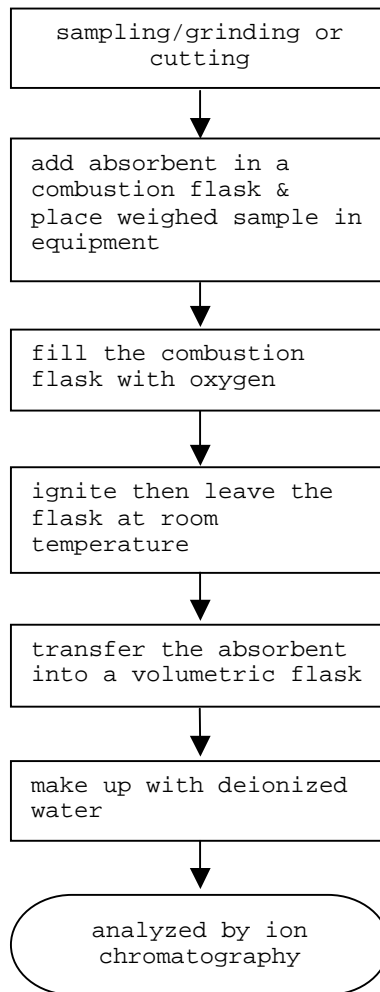 sampling/grinding or
cutting
add absorbent in a
combustion flask &
place weighed sample in
equipment
fill the combustion
flask with oxygen
ignite then leave the
flask at room
temperature
transfer the absorbent
into a volumetric flask
make up with deionized
water
analyzed by ion
chromatography